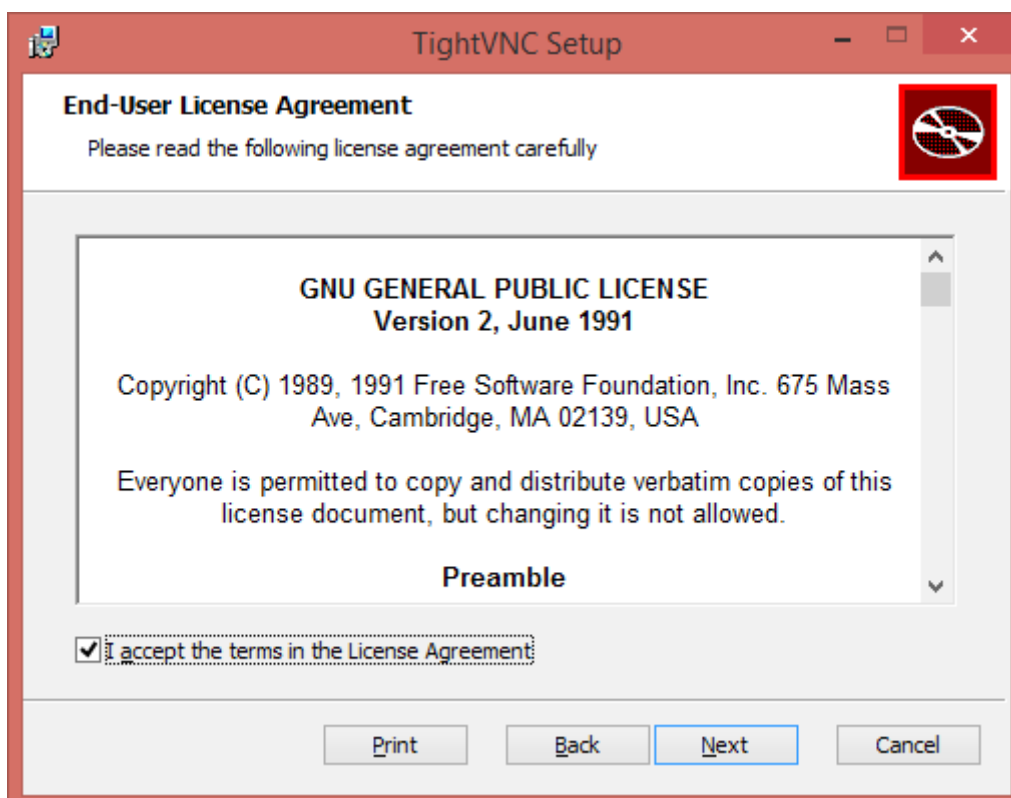 TightVNC Setup
End-User License Agreement
Please read the following license agreement carefully
GNU GENERAL PUBLIC LICENSE
Version 2, June 1991
Copyright (C) 1989, 1991 Free Software Foundation, Inc. 675 Mass
Ave, Cambridge, MA 02139, USA
Everyone is permitted to copy and distribute verbatim copies of this
license document, but changing it is not allowed.
Preamble
I accept the terms in the License Agreement
Print Back Next Cancel